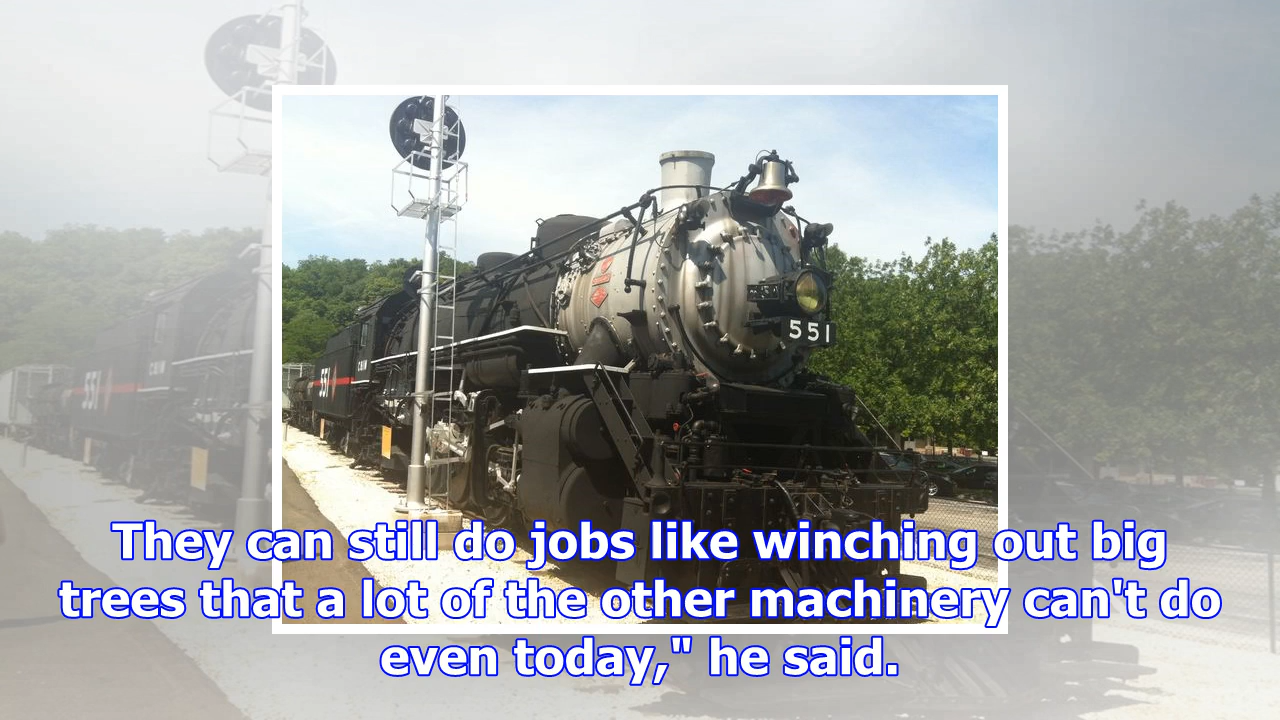 551
551
551
They can still do jobs like winching out big
trees that a lot of the other machinery can't do
even today," he said.